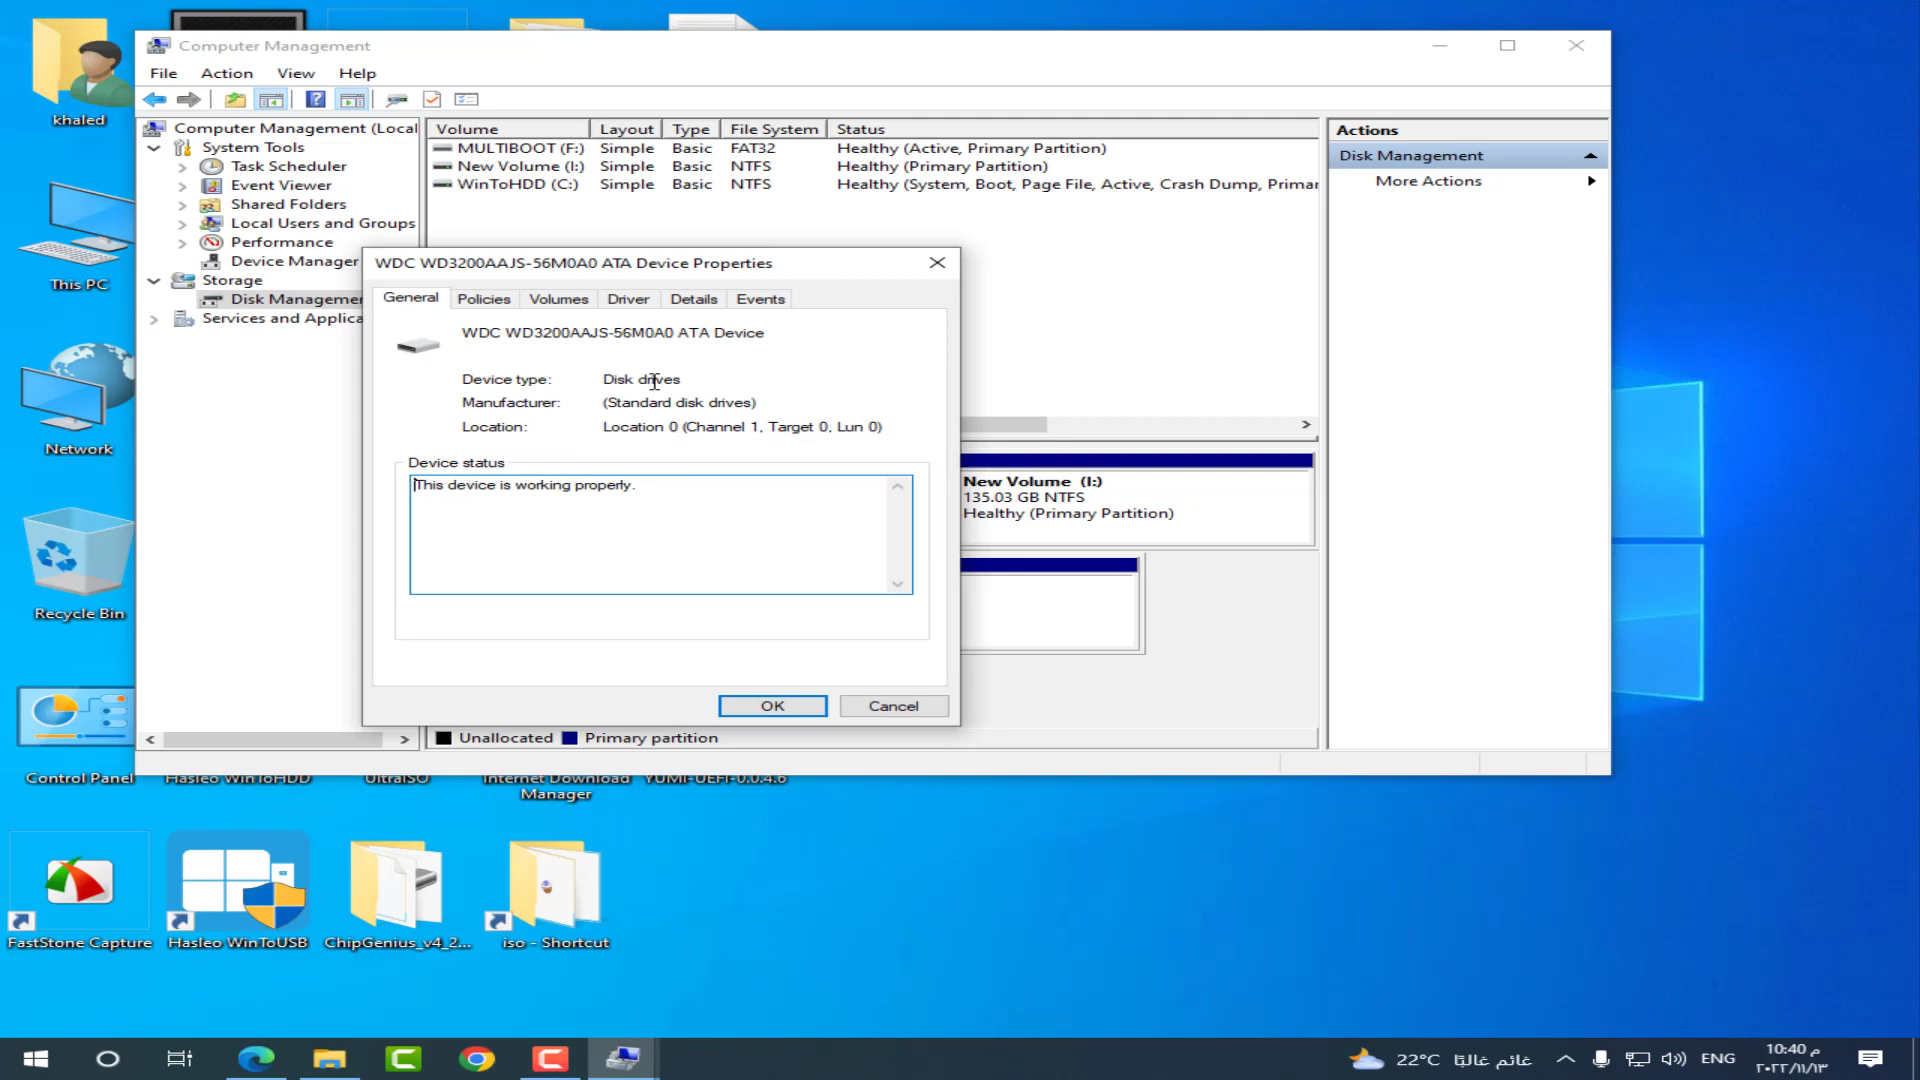 Computer Management
File Action View Help
Computer Management (Local
System Tools
Task Scheduler
Event Viewer
Shared Folders
Local Users and Groups
Performance
Device Manager
Storage
Disk Managemen
Services and Applica
Volume Layout Type File System Status
MULTIBOOT (F:) Simple Basic FAT32 Healthy (Active, Primary Partition)
New Volume (I:) Simple Basic NTFS Healthy (Primary Partition)
WinToHDD (C:) Simple Basic NTFS Healthy (System, Boot, Page File, Active, Crash Dump, Primar
Actions
Disk Management
More Actions
WDC WD3200AAJS-56M0A0 ATA Device Properties
General Policies Volumes Driver Details Events
WDC WD3200AAJS-56M0A0 ATA Device
Device type: Disk drives
Manufacturer: (Standard disk drives)
Location: Location 0 (Channel 1, Target 0, Lun 0)
Device status
This device is working properly.
OK Cancel
New Volume (I:)
135.03 GB NTFS
Healthy (Primary Partition)
Unallocated Primary partition
khaled
This PC
Network
Recycle Bin
Control Panel
Hasleo WinToHDD
UltraISO
Internet Download
Manager
YUMI-UEFI-0.0.4.6
FastStone Capture
Hasleo WinToUSB
ChipGenius_v4_2...
iso - Shortcut
22°C غائم غالبًا
ENG
10:40 م
٢٠٢٢/١١/١٣